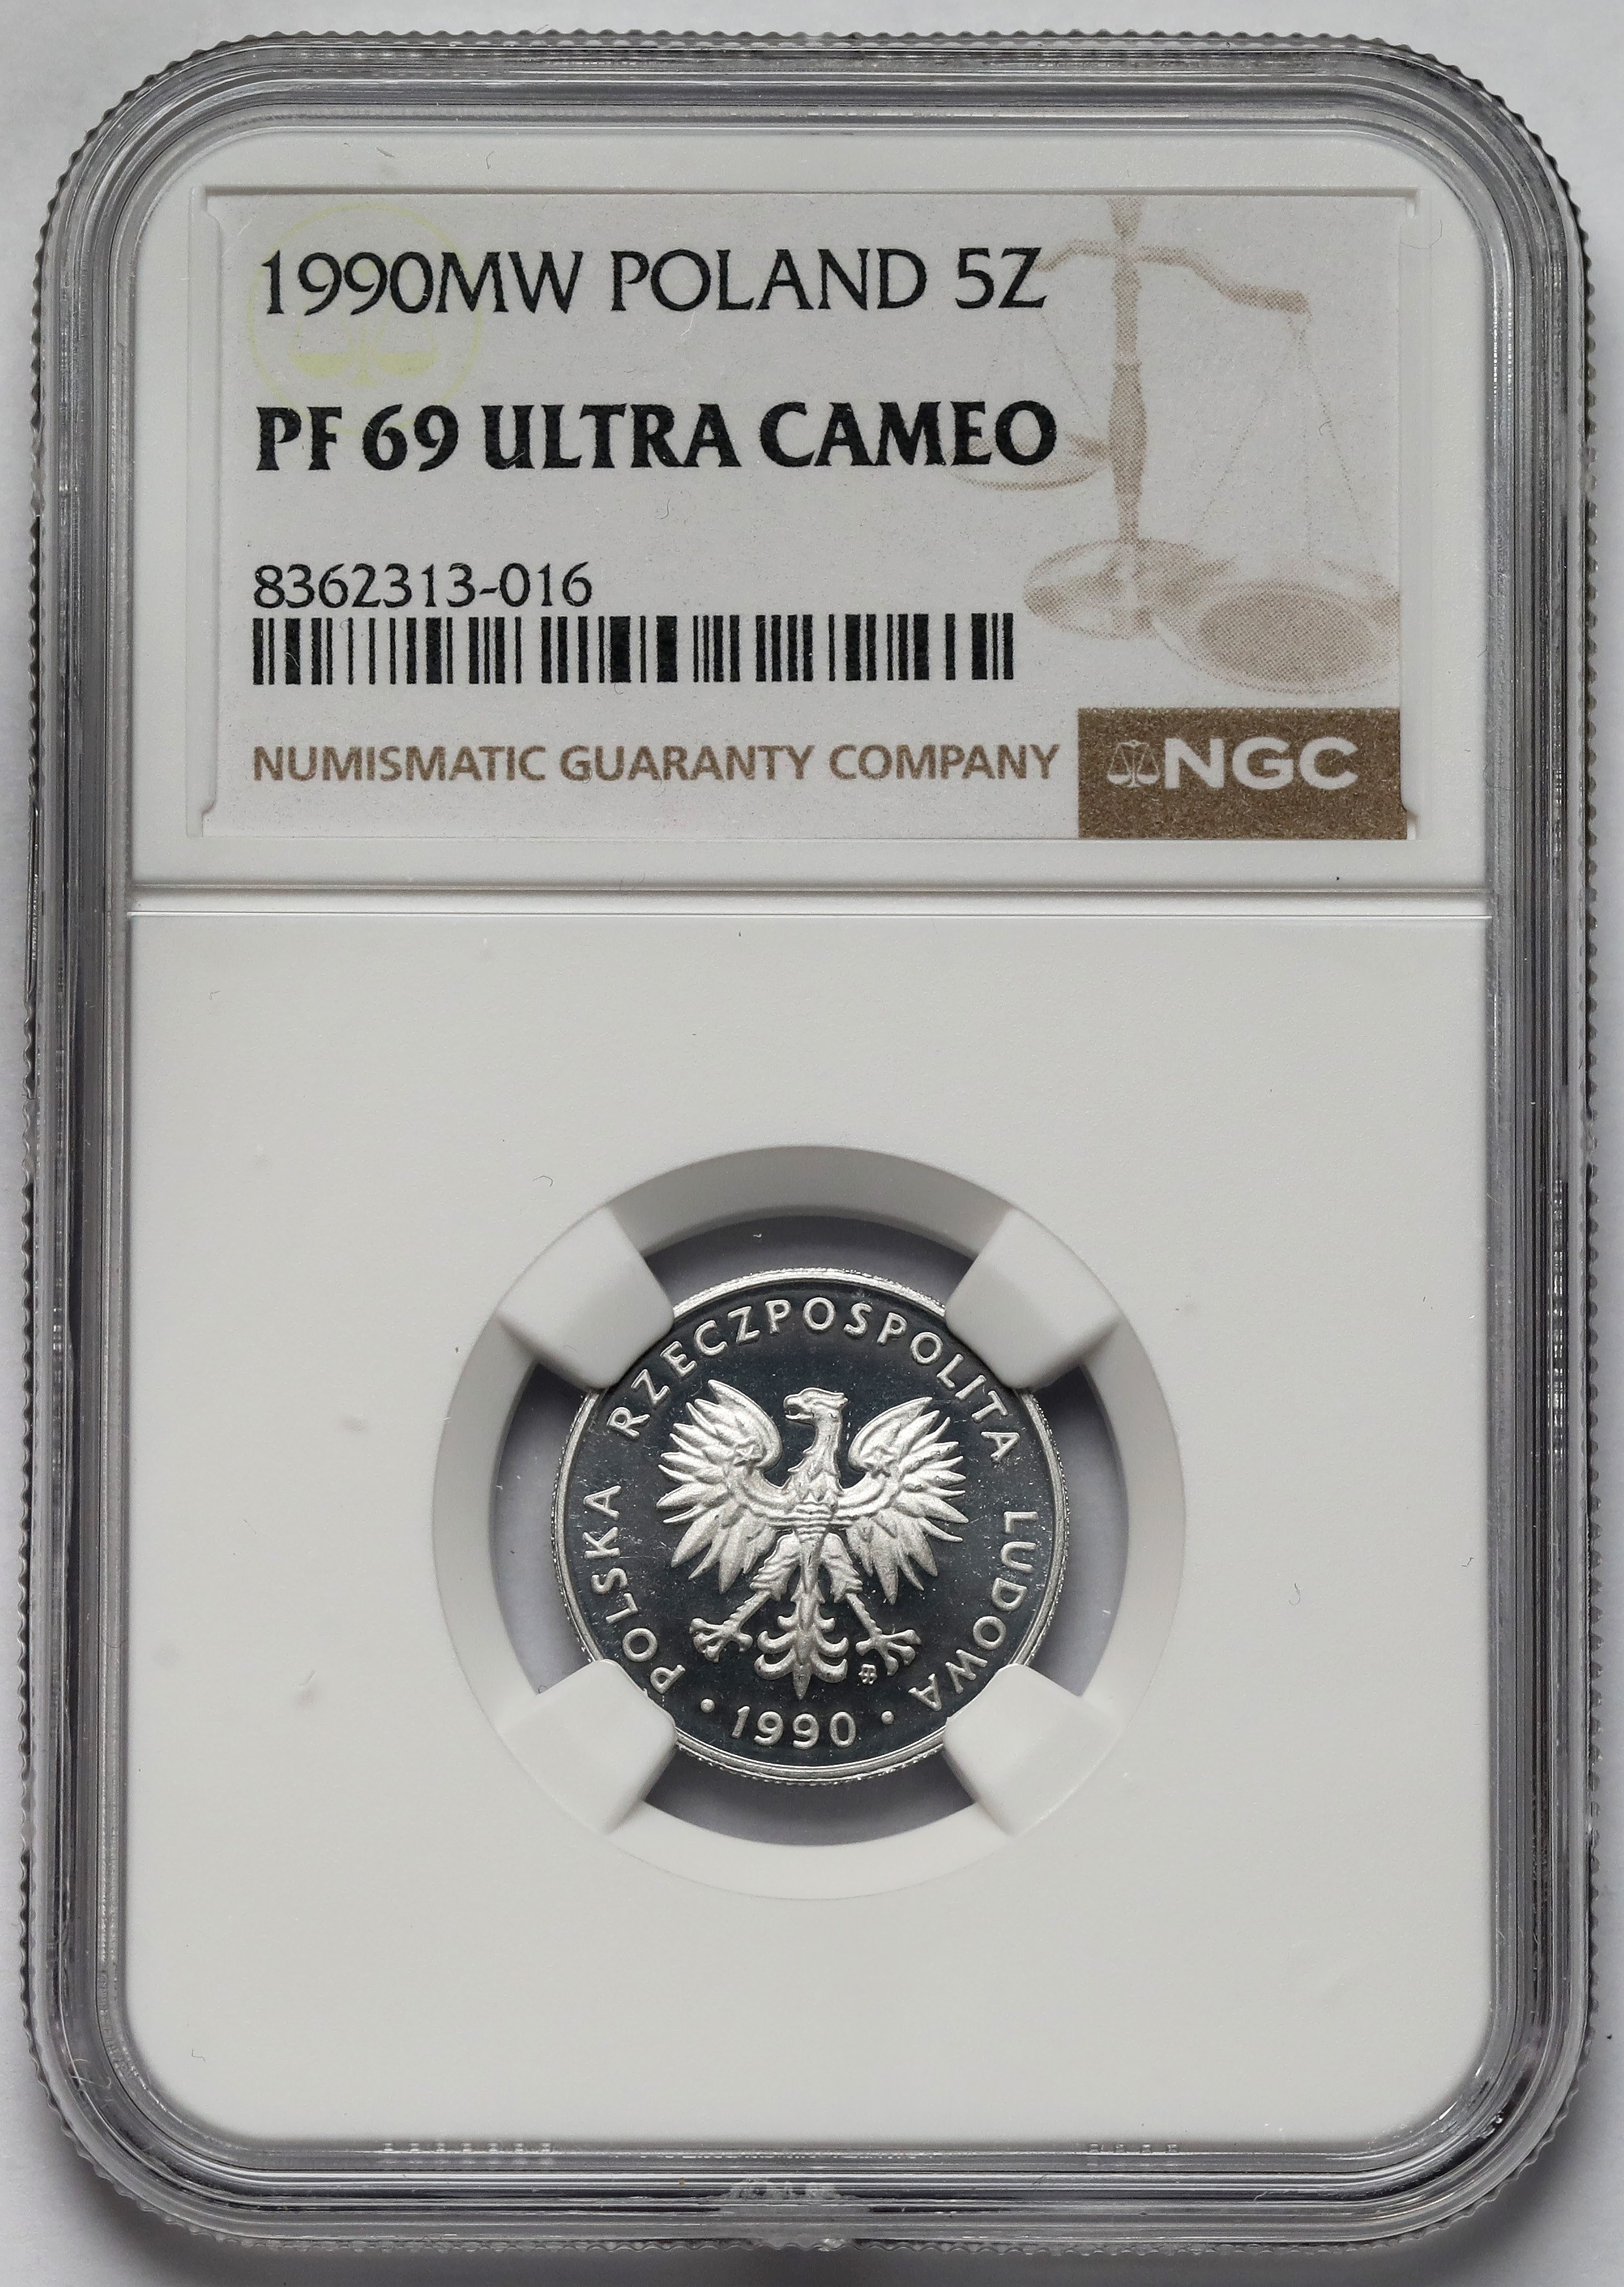 1990MW POLAND 5Z
PF 69 ULTRA CAMEO
8362313-016
NUMISMATIC GUARANTY COMPANY
NGC
POLSKA RZECZPOSPOLITA LUDOWA
• 1990 •